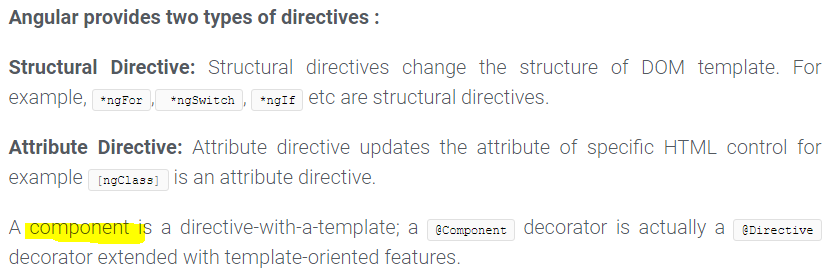 Angular provides two types of directives :
Structural Directive: Structural directives change the structure of DOM template. For
example, *ngFor , *ngSwitch , *ngIf etc are structural directives.
Attribute Directive: Attribute directive updates the attribute of specific HTML control for
example [ngClass] is an attribute directive.
A component is a directive-with-a-template; a @Component decorator is actually a @Directive
decorator extended with template-oriented features.